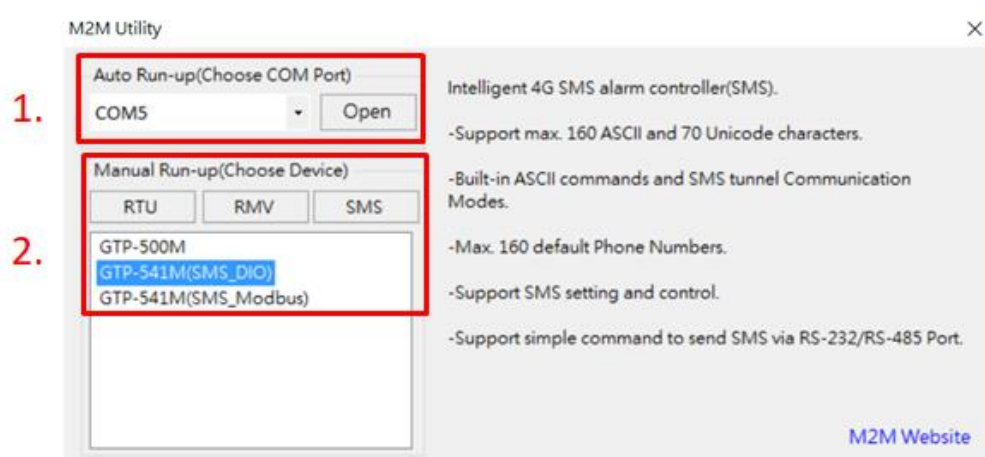 M2M Utility
1.
Auto Run-up(Choose COM Port)
COM5
Open
2.
Manual Run-up(Choose Device)
RTU RMV SMS
GTP-500M
GTP-541M(SMS_DIO)
GTP-541M(SMS_Modbus)
Intelligent 4G SMS alarm controller(SMS).
-Support max. 160 ASCII and 70 Unicode characters.
-Built-in ASCII commands and SMS tunnel Communication
Modes.
-Max. 160 default Phone Numbers.
-Support SMS setting and control.
-Support simple command to send SMS via RS-232/RS-485 Port.
M2M Website